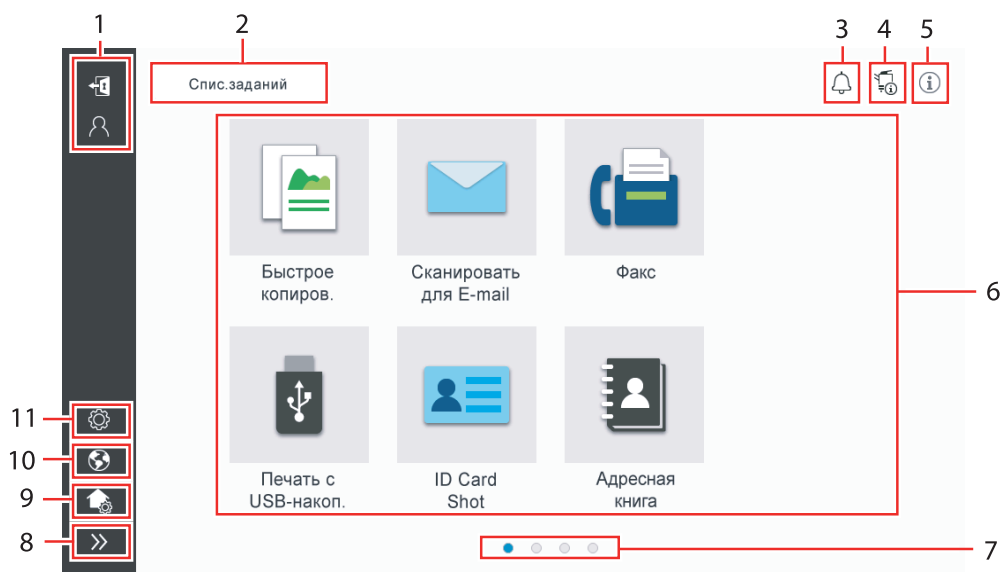 1
2
3
4
5
Спис.заданий
Быстрое
копиров.
Сканировать
для E-mail
Факс
6
Печать с
USB-накоп.
ID Card
Shot
Адресная
книга
11
10
9
8
7